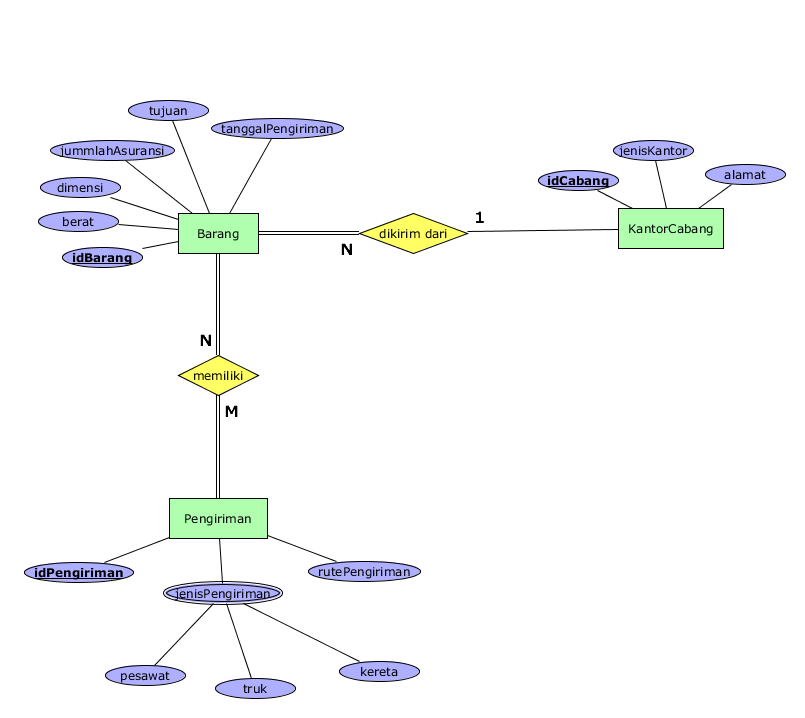 tujuan
tanggalPengiriman
jummlahAsuransi
jenisKantor
alamat
idCabang
dimensi
berat
idBarang
Barang
N
dikirim dari
1
KantorCabang
N
memiliki
M
Pengiriman
idPengiriman
jenisPengiriman
rutePengiriman
pesawat
truk
kereta